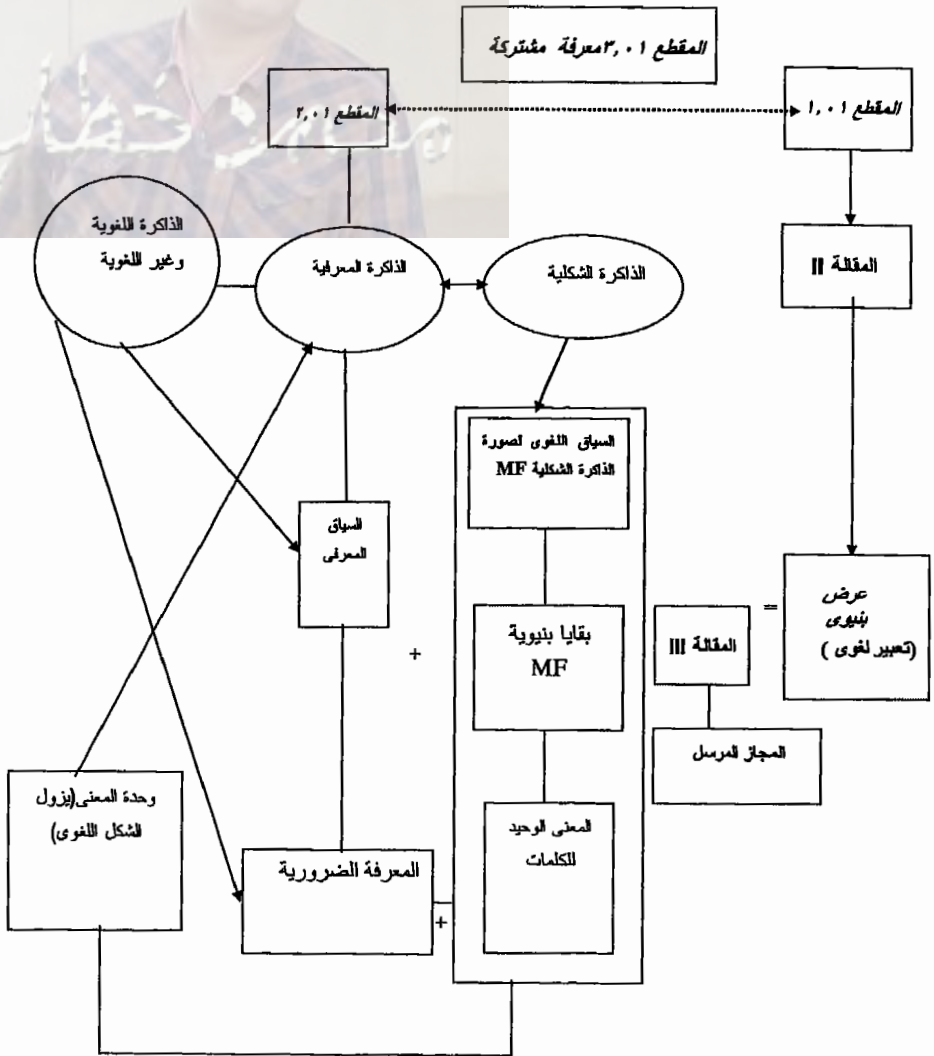 المقطع ٣,٠١ معرفة مشتركة
المقطع ١,٠١
المقطع ٢,٠١
المقالة II
الذاكرة اللغوية
وغير اللغوية
الذاكرة المعرفية
الذاكرة الشكلية
السياق اللغوى لصورة
الذاكرة الشكلية MF
السياق
المعرفى
عرض
بنيوى
(تعبير لغوى )
=
المقالة III
بقايا بنيوية
MF
+
المجاز المرسل
وحدة المعنى(يزول
الشكل اللغوى)
المعنى الوحيد
للكلمات
المعرفة الضرورية
+